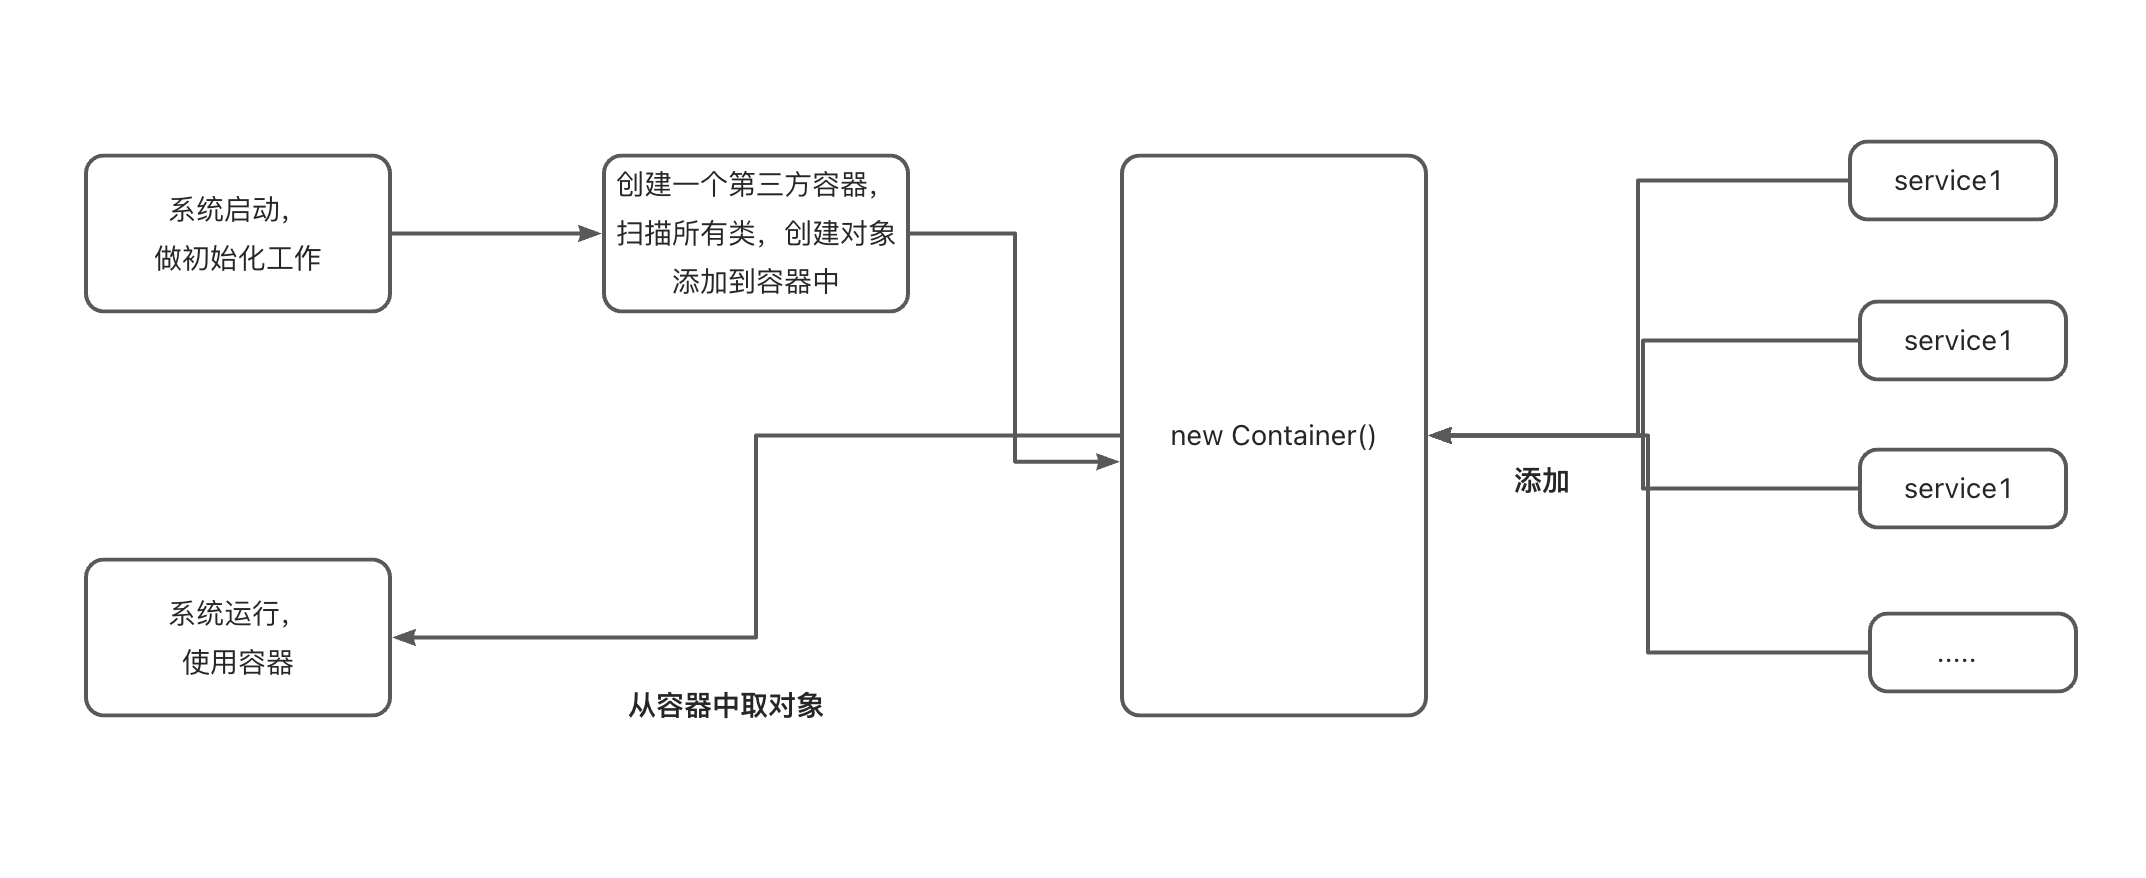 系统启动，
做初始化工作
创建一个第三方容器，
扫描所有类，创建对象
添加到容器中
new Container()
service1
service1
添加
service1
系统运行，
使用容器
从容器中取对象
.....